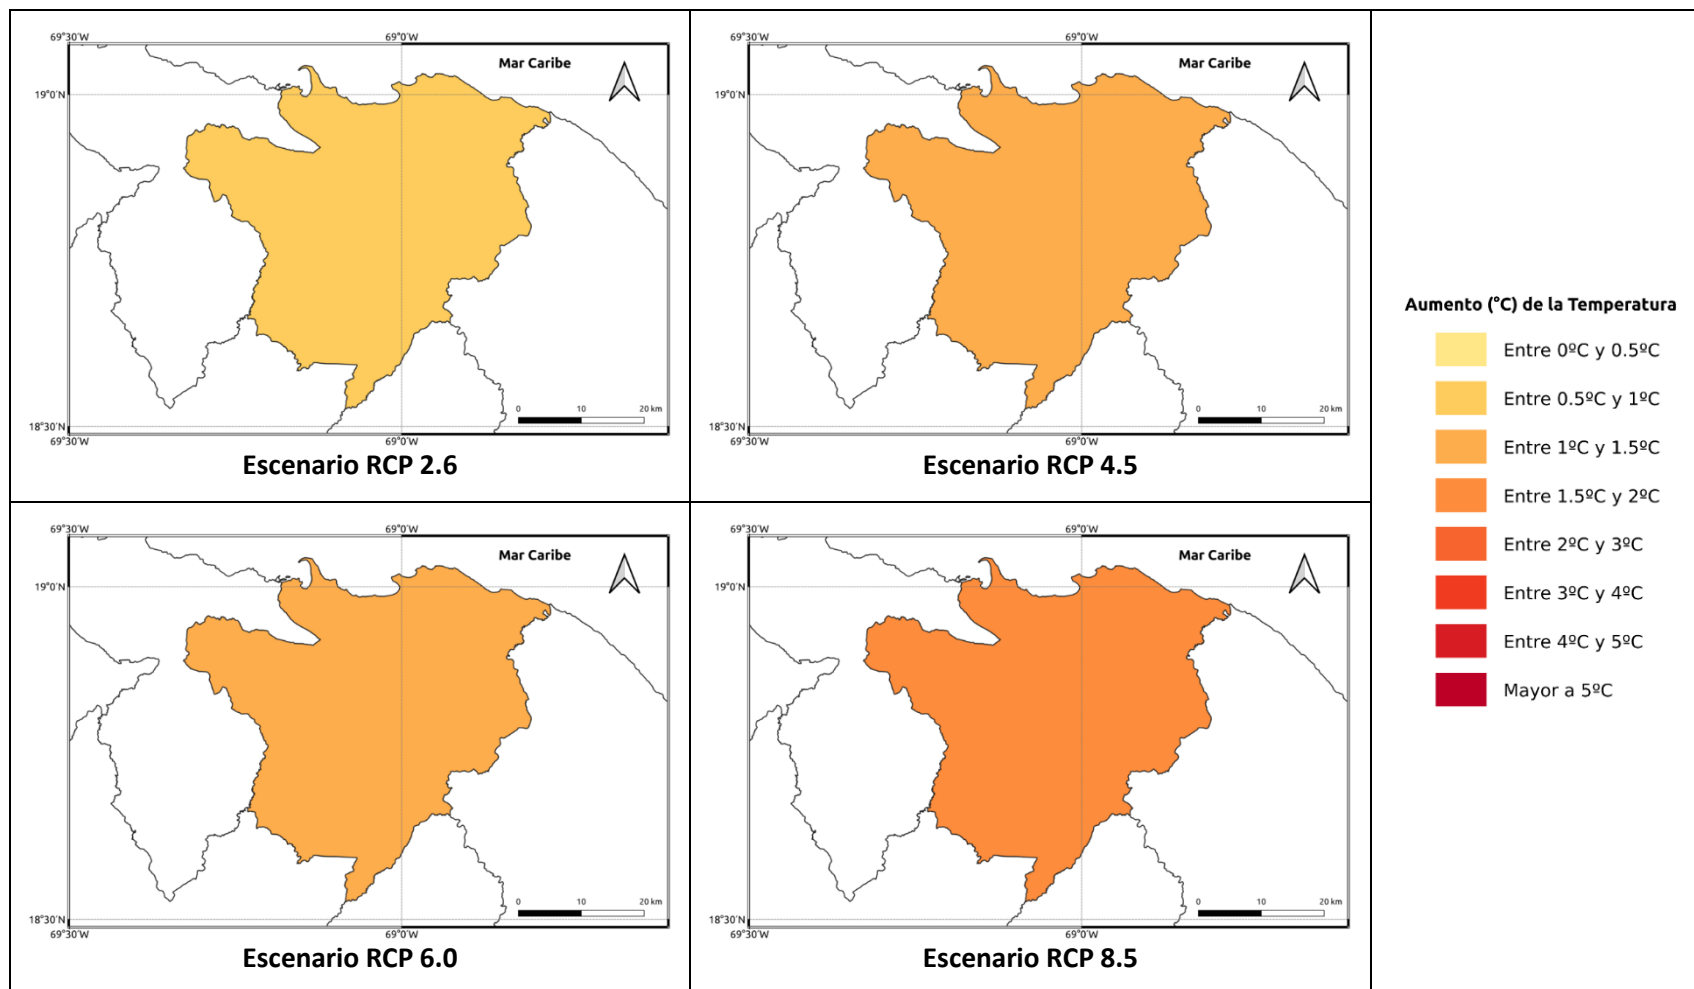 69°30'W
69°0'W
Mar Caribe
19°0'N
0
10
20 km
18°30'N
69°30'W
69°0'W
Escenario RCP 2.6
69°30'W
69°0'W
Mar Caribe
19°0'N
0
10
20 km
18°30'N
69°30'W
69°0'W
Escenario RCP 4.5
69°30'W
69°0'W
Mar Caribe
19°0'N
0
10
20 km
18°30'N
69°30'W
69°0'W
Escenario RCP 6.0
69°30'W
69°0'W
Mar Caribe
19°0'N
0
10
20 km
18°30'N
69°30'W
69°0'W
Escenario RCP 8.5
Aumento (°C) de la Temperatura
Entre 0ºC y 0.5ºC
Entre 0.5ºC y 1ºC
Entre 1ºC y 1.5ºC
Entre 1.5ºC y 2ºC
Entre 2ºC y 3ºC
Entre 3ºC y 4ºC
Entre 4ºC y 5ºC
Mayor a 5ºC